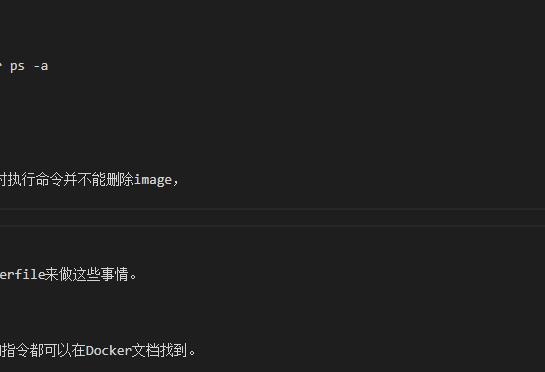 ps -a
时执行命令并不能删除image，
erfile来做这些事情。
指令都可以在Docker文档找到。